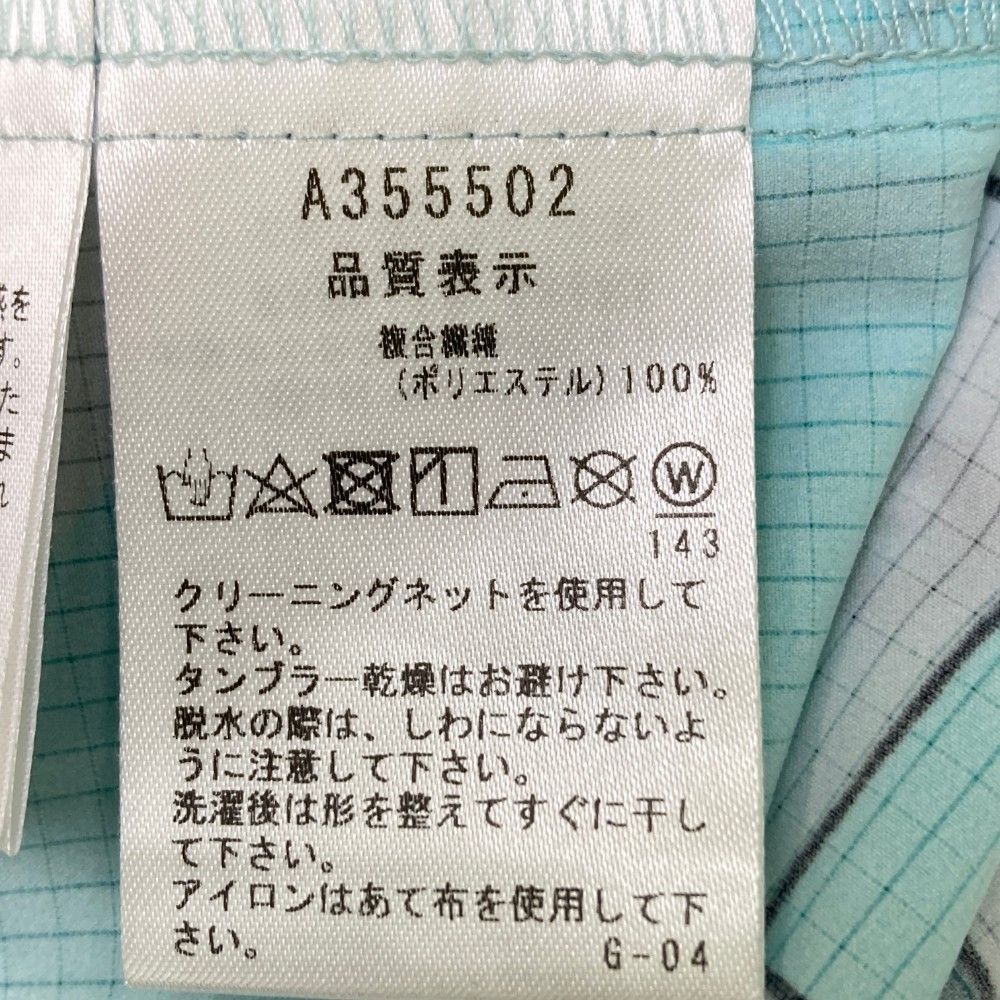 A355502
品質表示
複合繊維
(ポリエステル)100%
W
143
クリーニングネットを使用して
下さい。
タンブラー乾燥はお避け下さい。
脱水の際は、しわにならないよ
うに注意して下さい。
洗濯後は形を整えてすぐに干し
て下さい。
アイロンはあて布を使用して下
さい。
G-04
を
す。
た
ま
れ